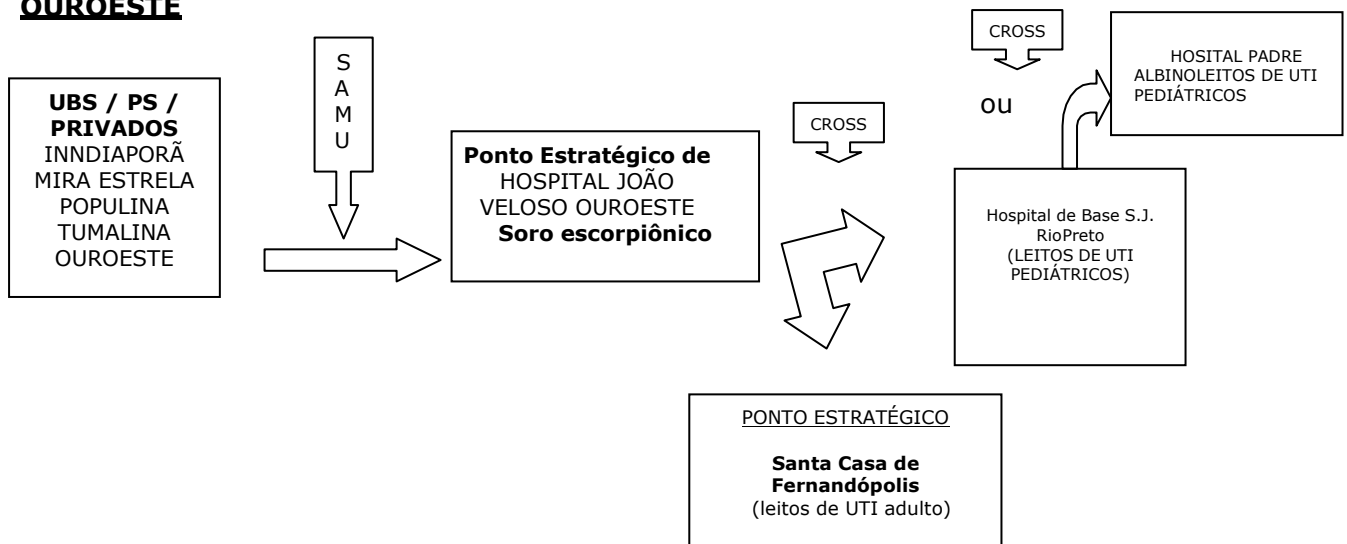 OUROESTE
UBS / PS /
PRIVADOS
INNDIAPORÃ
MIRA ESTRELA
POPULINA
TUMALINA
OUROESTE
S
A
M
U
Ponto Estratégico de
HOSPITAL JOÃO
VELOSO OUROESTE
Soro escorpiônico
CROSS
CROSS
ou
HOSITAL PADRE
ALBINOLEITOS DE UTI
PEDIÁTRICOS
Hospital de Base S.J.
RioPreto
(LEITOS DE UTI
PEDIÁTRICOS)
PONTO ESTRATÉGICO
Santa Casa de
Fernandópolis
(leitos de UTI adulto)